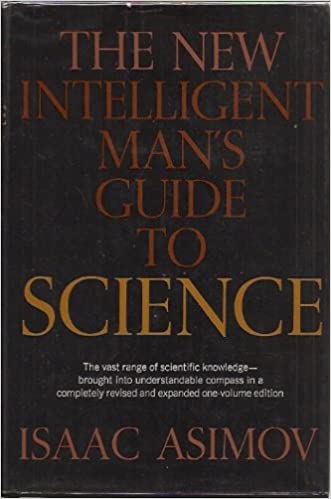 THE NEW
INTELLIGENT
MAN'S
GUIDE
TO
SCIENCE
The vast range of scientific knowledge—
brought into understandable compass in a
completely revised and expanded one-volume edition
ISAAC ASIMOV